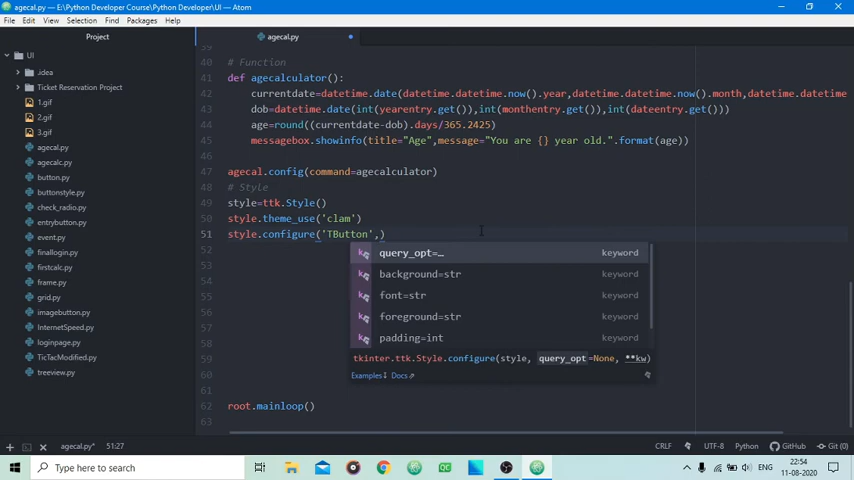 agecal.py — E:\Python Developer Course\Python Developer\UI — Atom
File Edit View Selection Find Packages Help
Project
agecal.py
UI
.idea
Ticket Reservation Project
1.gif
2.gif
3.gif
agecal.py
agecalc.py
button.py
buttonstyle.py
check_radio.py
entrybutton.py
event.py
finallogin.py
firstcalc.py
frame.py
grid.py
imagebutton.py
InternetSpeed.py
loginpage.py
TicTacModified.py
treeview.py
39
40 # Function
41 def agecalculator():
42 currentdate=datetime.date(datetime.datetime.now().year,datetime.datetime.now().month,datetime.datetime
43 dob=datetime.date(int(yearentry.get()),int(monthentry.get()),int(dateentry.get()))
44 age=round((currentdate-dob).days/365.2425)
45 messagebox.showinfo(title="Age",message="You are {} year old.".format(age))
46
47 agecal.config(command=agecalculator)
48 # Style
49 style=ttk.Style()
50 style.theme_use('clam')
51 style.configure('TButton',)
52
53
54
55
56
57
58
59
60
61
62 root.mainloop()
63
query_opt=… keyword
background=str keyword
font=str keyword
foreground=str keyword
padding=int keyword
tkinter.ttk.Style.configure(style, query_opt=None, **kw)
Examples Docs
agecal.py* 51:27 CRLF UTF-8 Python GitHub Git (0)
Type here to search
QC
ENG
22:54
11-08-2020